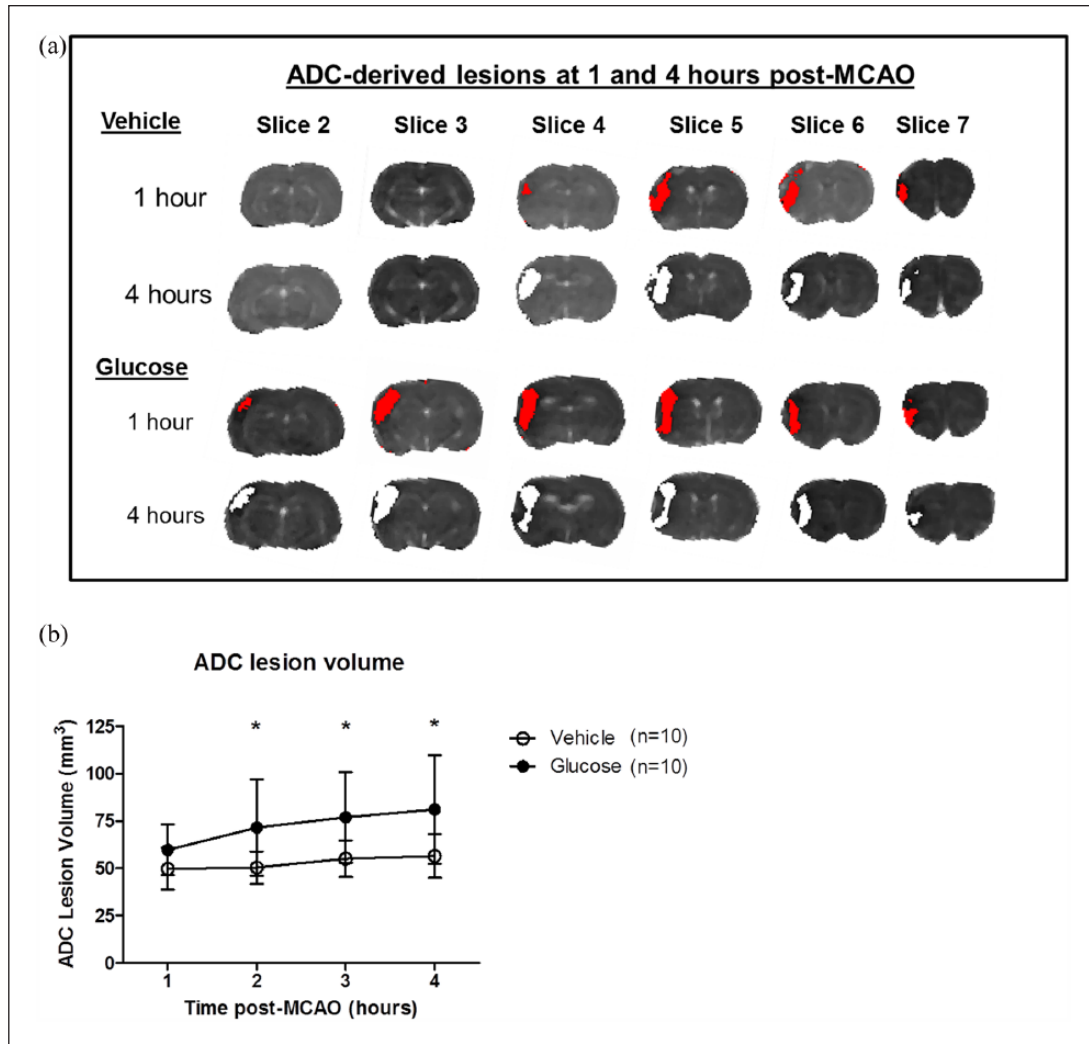 (a)
ADC-derived lesions at 1 and 4 hours post-MCAO
Vehicle Slice 2 Slice 3 Slice 4 Slice 5 Slice 6 Slice 7
1 hour
4 hours
Glucose
1 hour
4 hours
(b)
ADC lesion volume
ADC Lesion Volume (mm³)
125
100
75
50
25
0
* * *
1 2 3 4
Time post-MCAO (hours)
Vehicle (n=10)
Glucose (n=10)